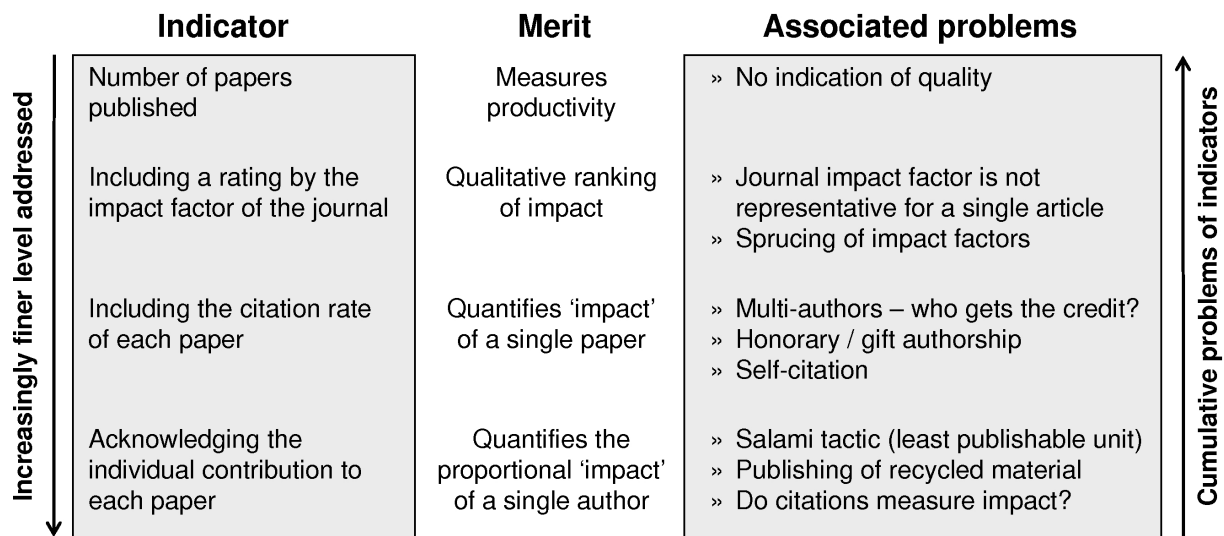 Indicator Merit Associated problems
Increasingly finer level addressed
Number of papers
published
Measures
productivity
» No indication of quality
Including a rating by the
impact factor of the journal
Qualitative ranking
of impact
» Journal impact factor is not
representative for a single article
» Sprucing of impact factors
Including the citation rate
of each paper
Quantifies ‘impact’
of a single paper
» Multi-authors – who gets the credit?
» Honorary / gift authorship
» Self-citation
Acknowledging the
individual contribution to
each paper
Quantifies the
proportional ‘impact’
of a single author
» Salami tactic (least publishable unit)
» Publishing of recycled material
» Do citations measure impact?
Cumulative problems of indicators